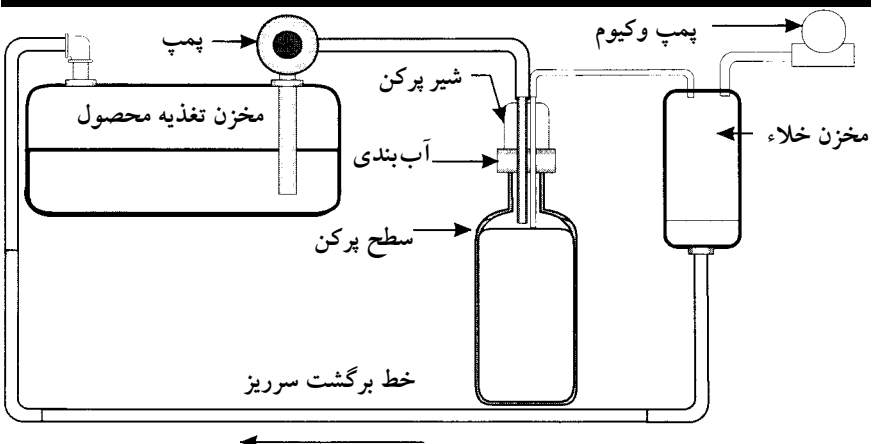 پمپ وکیوم
پمپ
شیر پرکن
مخزن تغذیه محصول
مخزن خلاء
آب‌بندی
سطح پرکن
خط برگشت سرریز